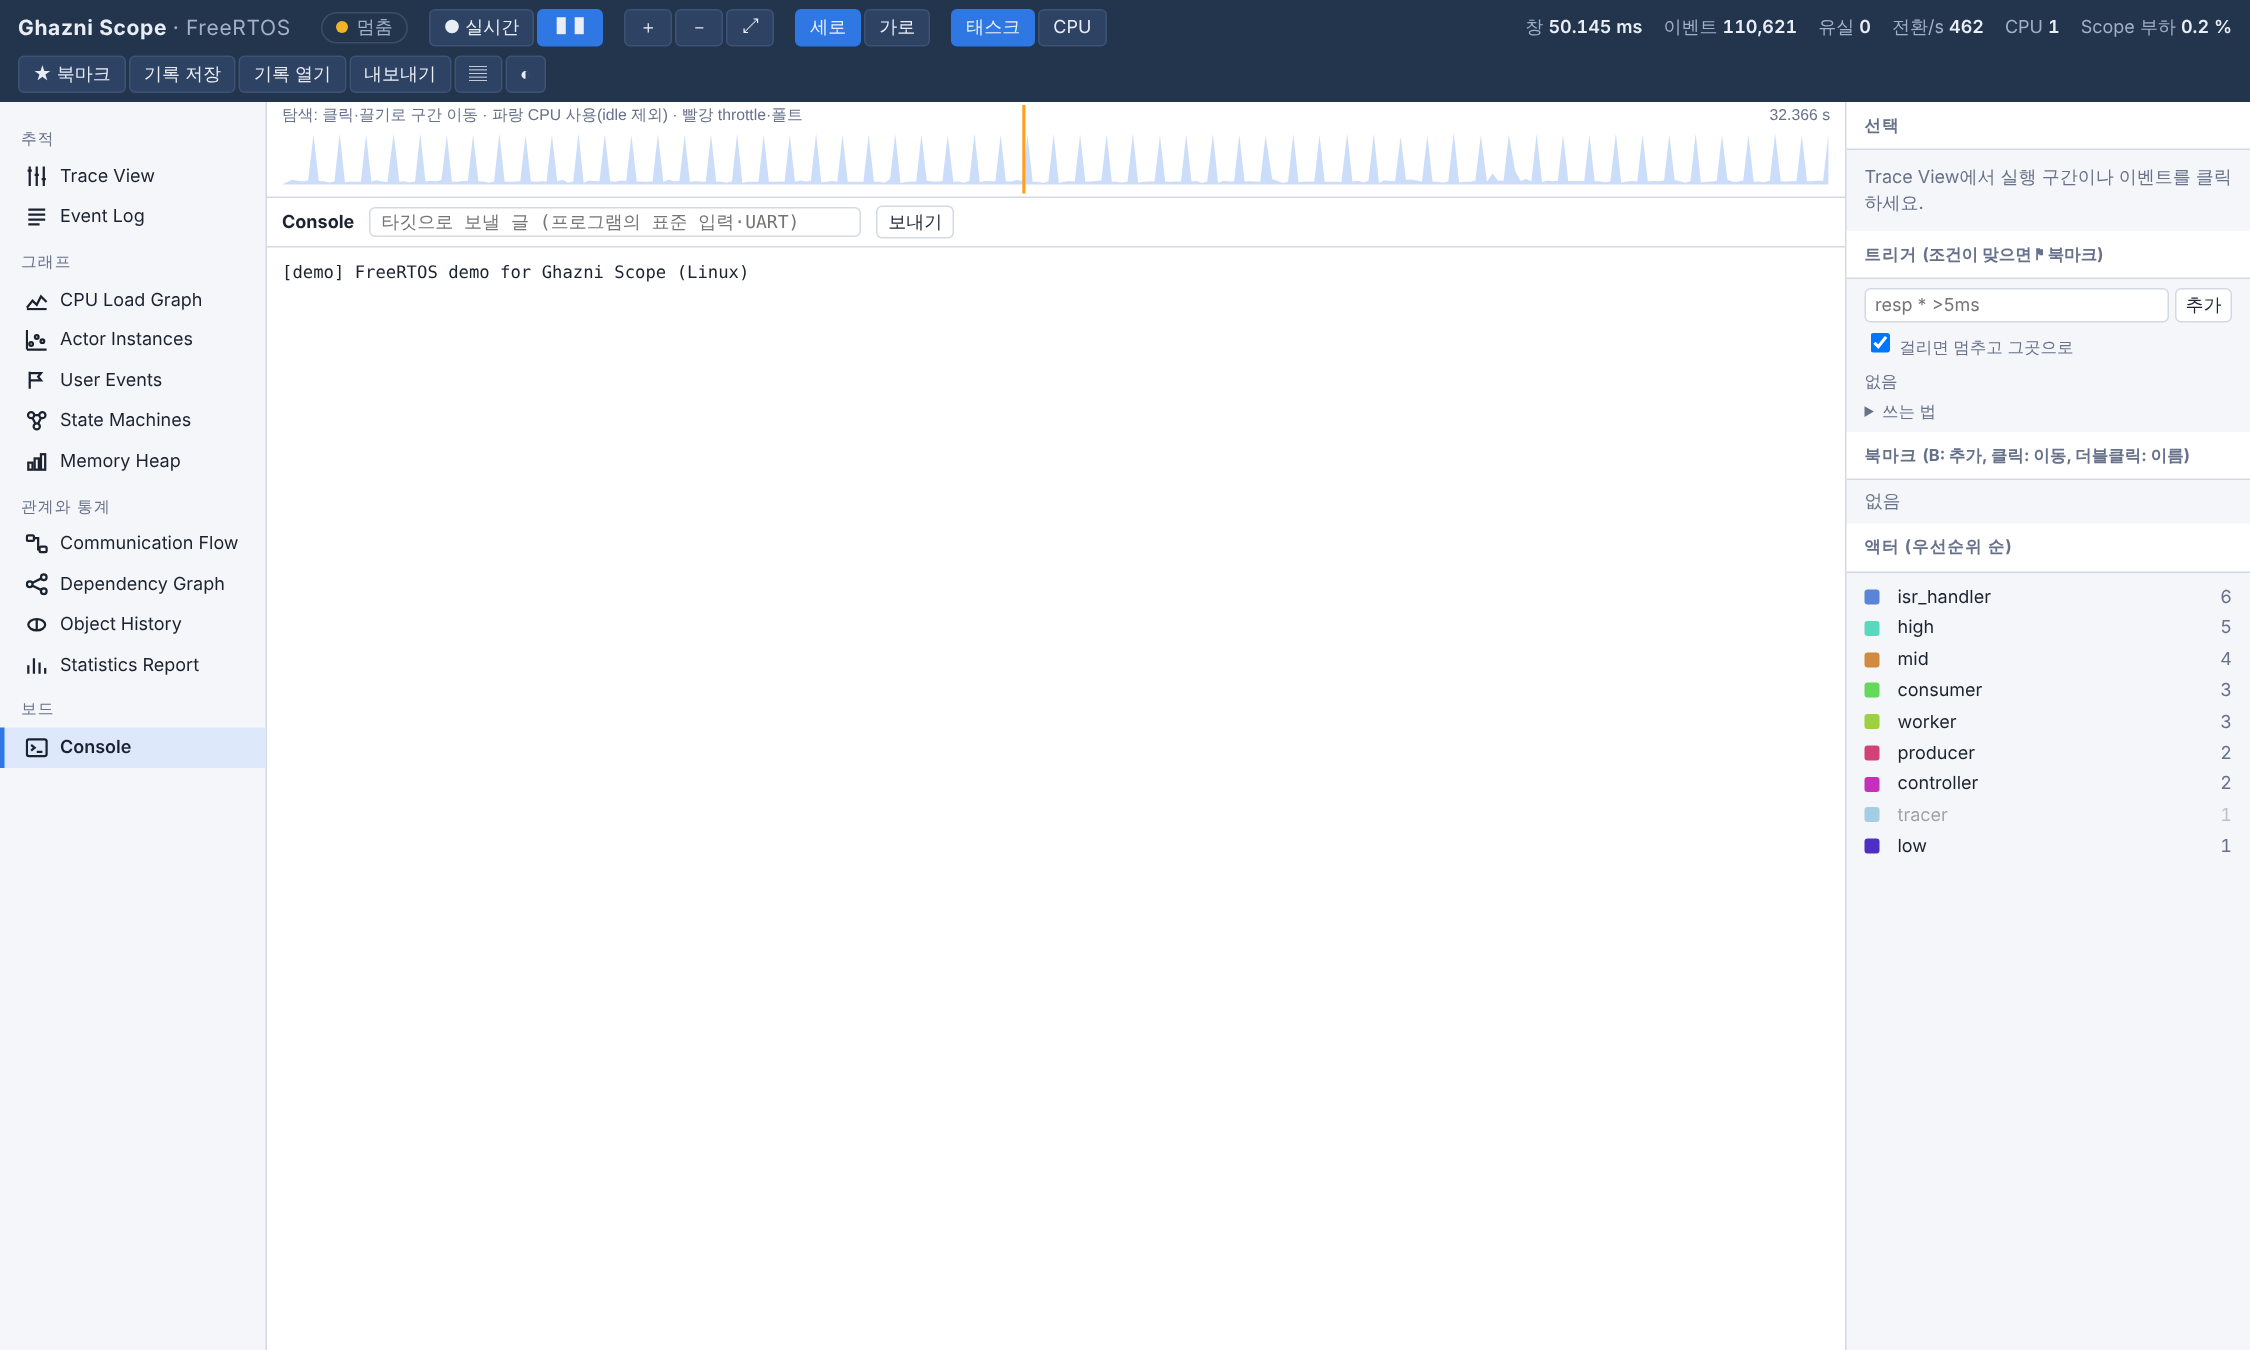 Ghazni Scope · FreeRTOS
멈춤
실시간
+
−
세로 가로
태스크 CPU
창 50.145 ms 이벤트 110,621 유실 0 전환/s 462 CPU 1 Scope 부하 0.2 %
★ 북마크 기록 저장 기록 열기 내보내기
추적
Trace View
Event Log
그래프
CPU Load Graph
Actor Instances
User Events
State Machines
Memory Heap
관계와 통계
Communication Flow
Dependency Graph
Object History
Statistics Report
보드
Console
탐색: 클릭·끌기로 구간 이동 · 파랑 CPU 사용(idle 제외) · 빨강 throttle·폴트
32.366 s
Console 타깃으로 보낼 글 (프로그램의 표준 입력·UART) 보내기
[demo] FreeRTOS demo for Ghazni Scope (Linux)
선택
Trace View에서 실행 구간이나 이벤트를 클릭
하세요.
트리거 (조건이 맞으면 ⚑ 북마크)
resp * >5ms 추가
걸리면 멈추고 그곳으로
없음
▶ 쓰는 법
북마크 (B: 추가, 클릭: 이동, 더블클릭: 이름)
없음
액터 (우선순위 순)
isr_handler 6
high 5
mid 4
consumer 3
worker 3
producer 2
controller 2
tracer 1
low 1